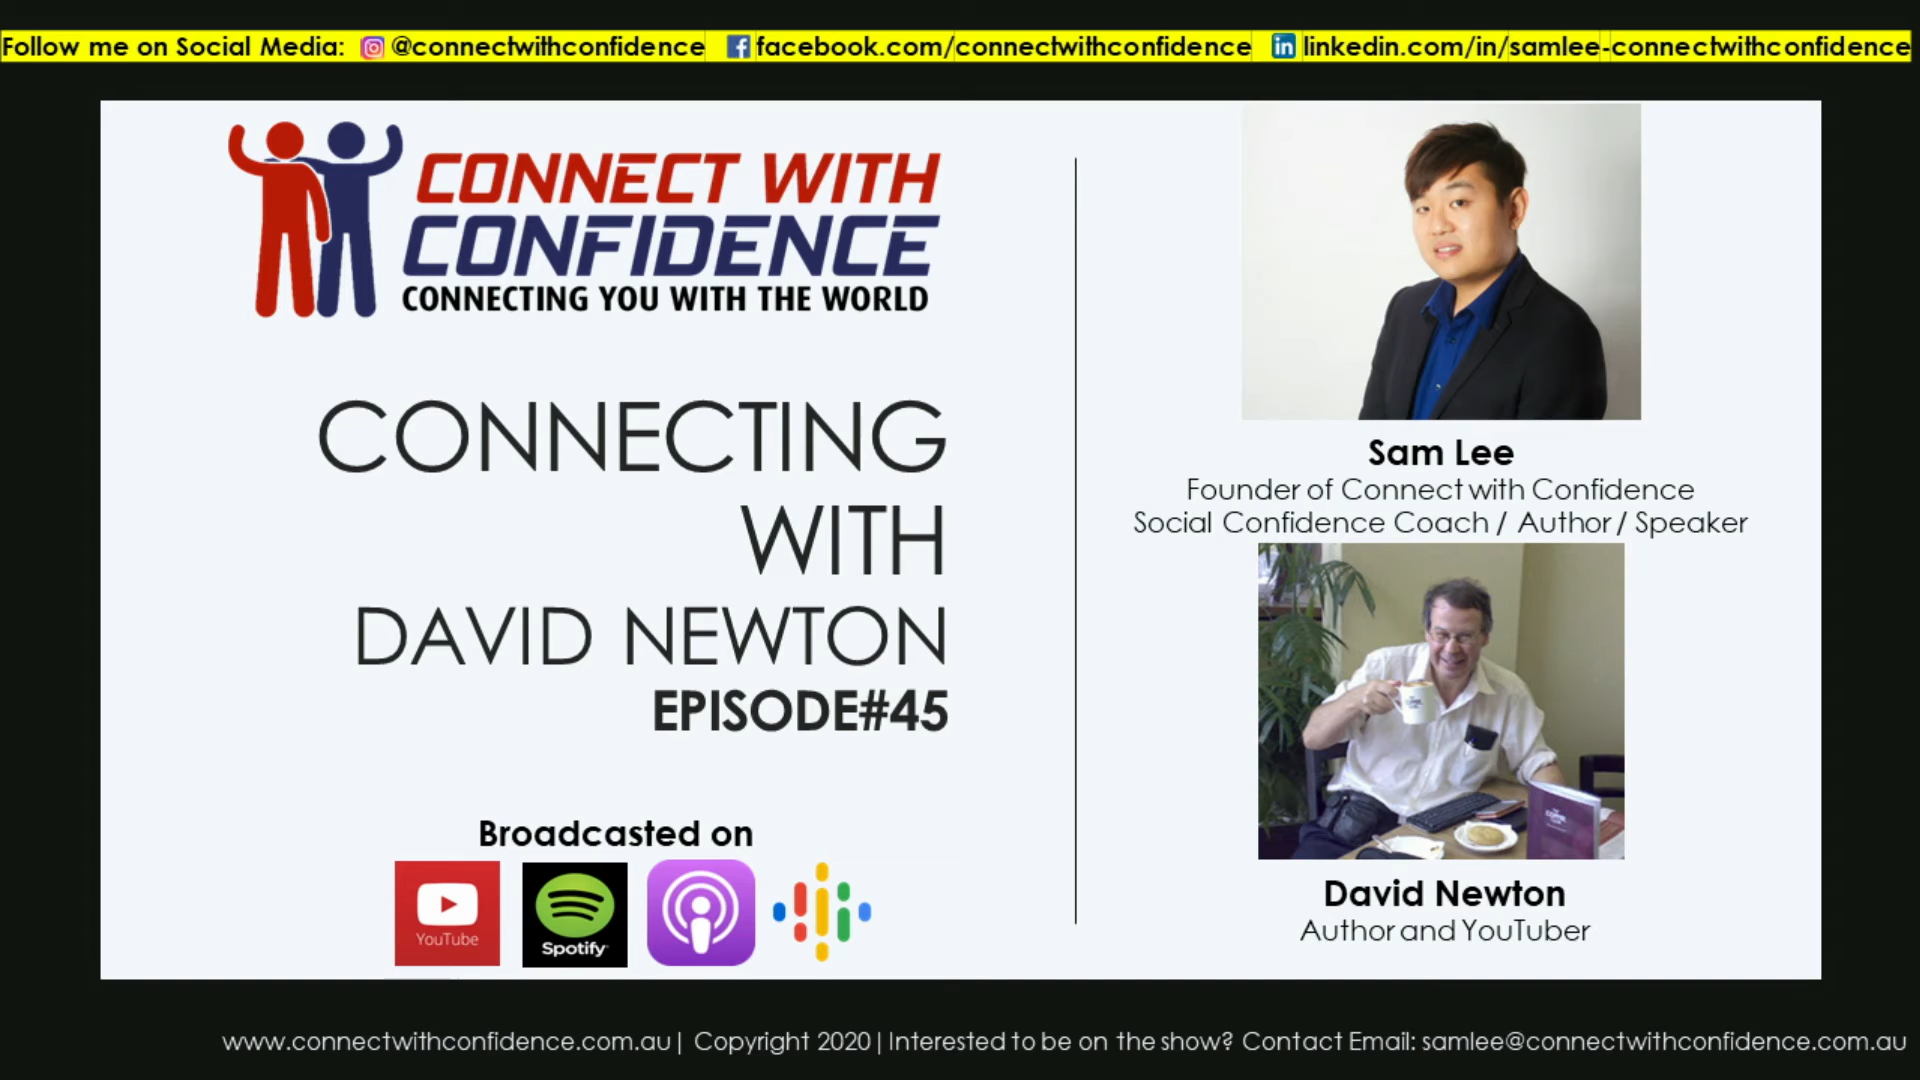 Follow me on Social Media: @connectwithconfidence facebook.com/connectwithconfidence linkedin.com/in/samlee-connectwithconfidence
CONNECT WITH
CONFIDENCE
CONNECTING YOU WITH THE WORLD
CONNECTING
WITH
DAVID NEWTON
EPISODE#45
Broadcasted on
YouTube
Spotify
Sam Lee
Founder of Connect with Confidence
Social Confidence Coach / Author / Speaker
David Newton
Author and YouTuber
www.connectwithconfidence.com.au| Copyright 2020|Interested to be on the show? Contact Email: samlee@connectwithconfidence.com.au